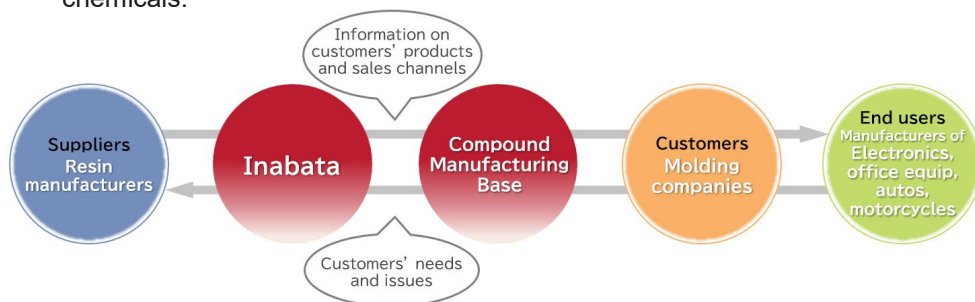 chemicals.
Information on
customers’ products
and sales channels
Suppliers
Resin
manufacturers
Inabata
Compound
Manufacturing
Base
Customers
Molding
companies
End users
Manufacturers of
Electronics,
office equip,
autos,
motorcycles
Customers’ needs
and issues